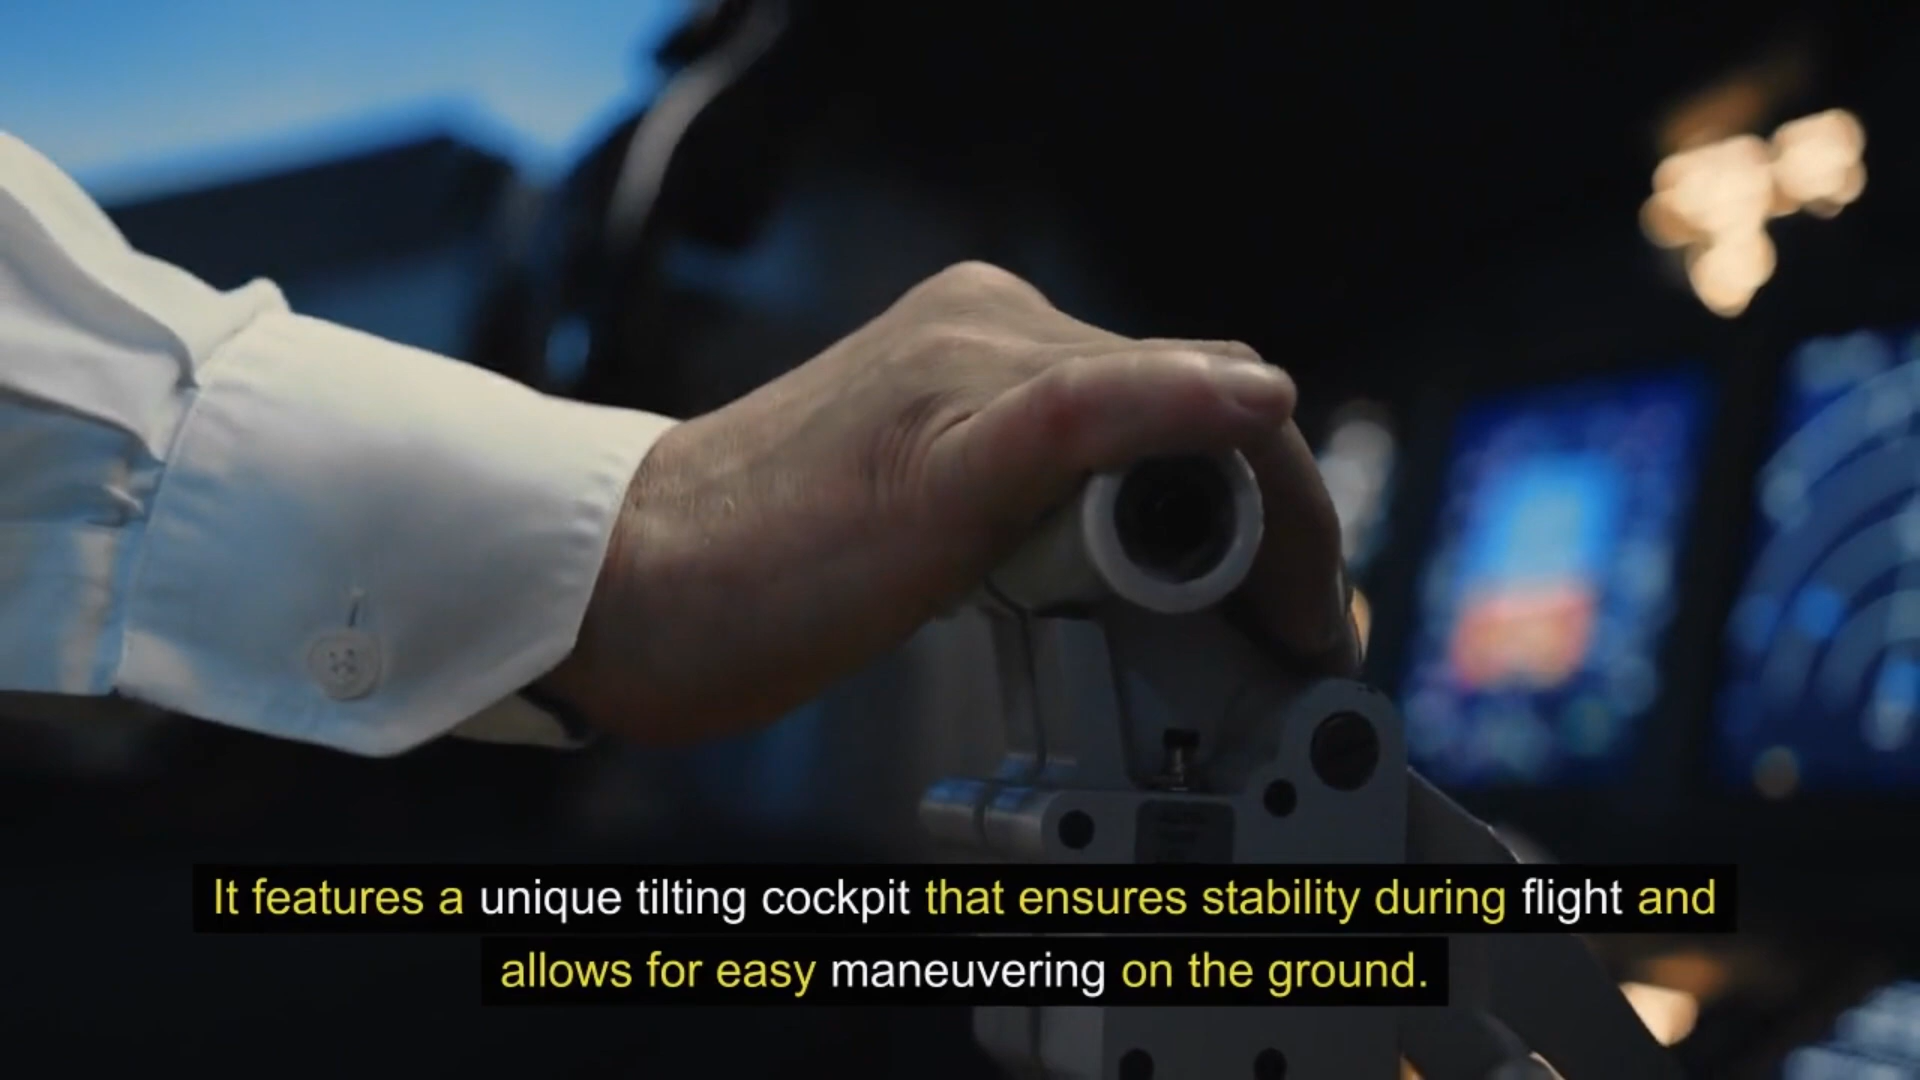 It features a unique tilting cockpit that ensures stability during flight and
allows for easy maneuvering on the ground.